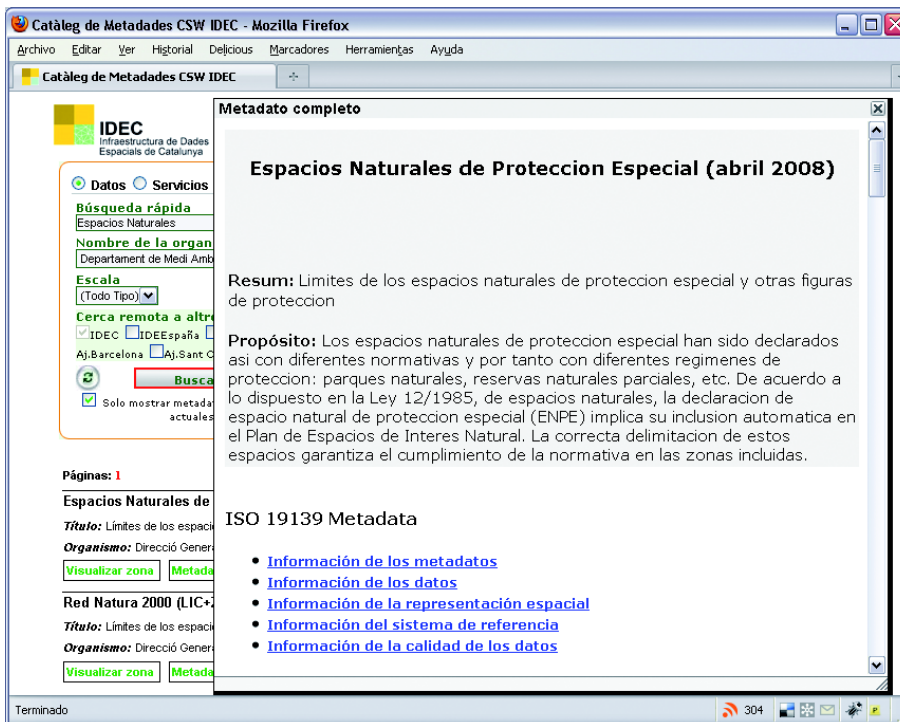 Catàleg de Metadades CSW IDEC - Mozilla Firefox
Archivo Editar Ver Historial Delicious Marcadores Herramientas Ayuda
Catàleg de Metadades CSW IDEC
IDEC
Infraestructura de Dades
Espacials de Catalunya
Datos Servicios
Búsqueda rápida
Espacios Naturales
Nombre de la organ
Departament de Medi Amb
Escala
(Todo Tipo)
Cerca remota a altre
IDEC IDEEspaña
Aj.Barcelona Aj.Sant C
Busca
Solo mostrar metadat
actuales
Páginas: 1
Espacios Naturales de
Título: Límites de los espaci
Organismo: Direcció Genera
Visualizar zona Metada
Red Natura 2000 (LIC+
Título: Límites de los espaci
Organismo: Direcció Genera
Visualizar zona Metada
Metadato completo
Espacios Naturales de Proteccion Especial (abril 2008)
Resum: Limites de los espacios naturales de proteccion especial y otras figuras
de proteccion
Propósito: Los espacios naturales de proteccion especial han sido declarados
asi con diferentes normativas y por tanto con diferentes regimenes de
proteccion: parques naturales, reservas naturales parciales, etc. De acuerdo a
lo dispuesto en la Ley 12/1985, de espacios naturales, la declaracion de
espacio natural de proteccion especial (ENPE) implica su inclusion automatica en
el Plan de Espacios de Interes Natural. La correcta delimitacion de estos
espacios garantiza el cumplimiento de la normativa en las zonas incluidas.
ISO 19139 Metadata
Información de los metadatos
Información de los datos
Información de la representación espacial
Información del sistema de referencia
Información de la calidad de los datos
Terminado
304